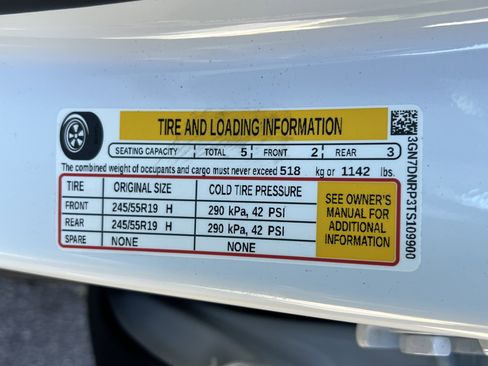 TIRE AND LOADING INFORMATION
SEATING CAPACITY TOTAL 5 FRONT 2 REAR 3
The combined weight of occupants and cargo must never exceed 518 kg or 1142 lbs.
TIRE ORIGINAL SIZE COLD TIRE PRESSURE
FRONT 245/55R19 H 290 kPa, 42 PSI
REAR 245/55R19 H 290 kPa, 42 PSI
SPARE NONE NONE
SEE OWNER'S
MANUAL FOR
ADDITIONAL
INFORMATION
3GN7DNRP3TS109900